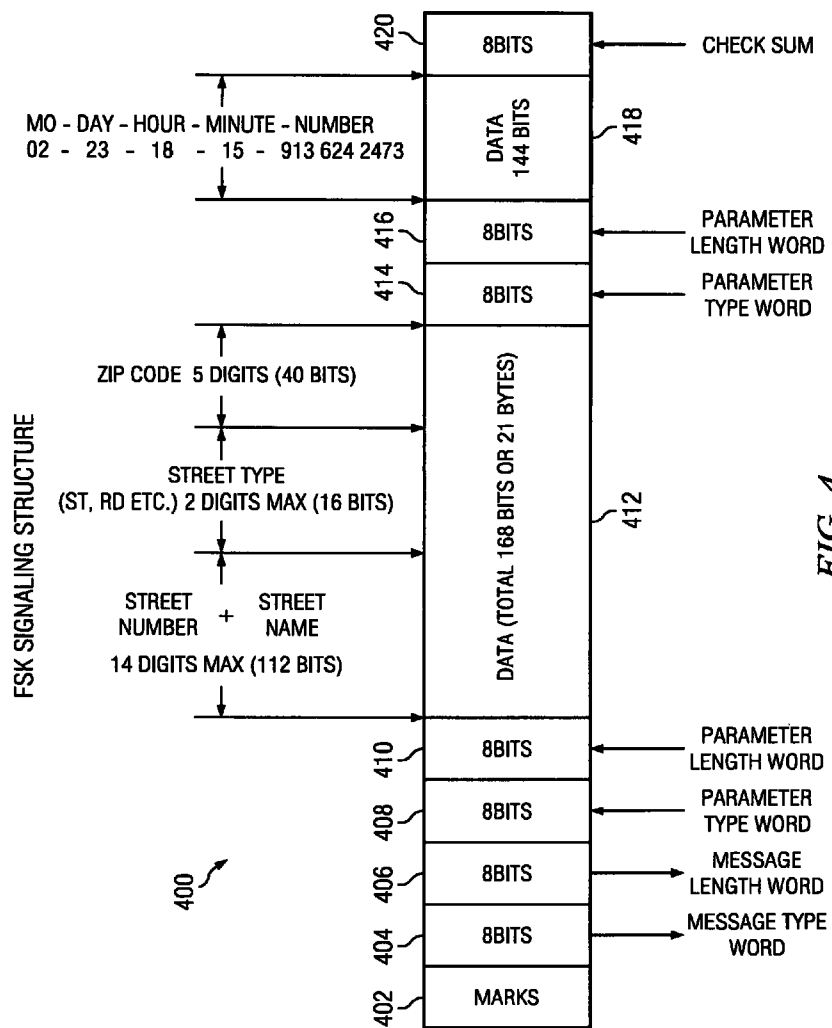 FSK SIGNALING STRUCTURE
MO - DAY - HOUR - MINUTE - NUMBER
02 - 23 - 18 - 15 - 913 624 2473
ZIP CODE 5 DIGITS (40 BITS)
STREET TYPE
(ST, RD ETC.) 2 DIGITS MAX (16 BITS)
STREET NUMBER + STREET NAME
14 DIGITS MAX (112 BITS)
400
420
8BITS
CHECK SUM
DATA
144 BITS
418
416
8BITS
PARAMETER
LENGTH WORD
414
8BITS
PARAMETER
TYPE WORD
DATA (TOTAL 168 BITS OR 21 BYTES)
412
410
8BITS
PARAMETER
LENGTH WORD
408
8BITS
PARAMETER
TYPE WORD
406
8BITS
MESSAGE
LENGTH WORD
404
8BITS
MESSAGE TYPE
WORD
402
MARKS
FIG. 4